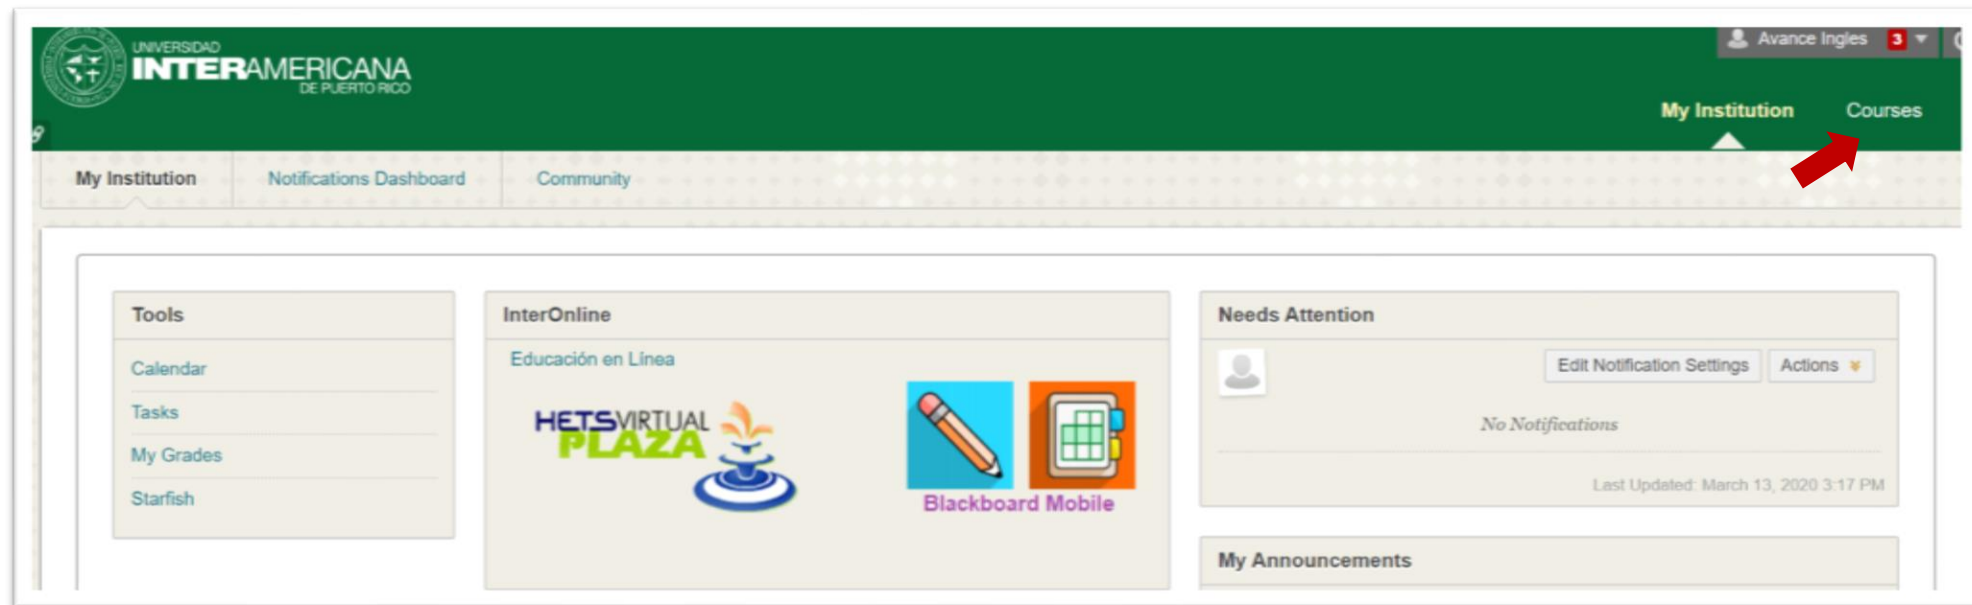 UNIVERSIDAD
INTERAMERICANA
DE PUERTO RICO
Avance Ingles 3
My Institution Courses
My Institution Notifications Dashboard Community
Tools
Calendar
Tasks
My Grades
Starfish
InterOnline
Educación en Línea
HETSVIRTUAL
PLAZA
Blackboard Mobile
Needs Attention
Edit Notification Settings Actions
No Notifications
Last Updated: March 13, 2020 3:17 PM
My Announcements